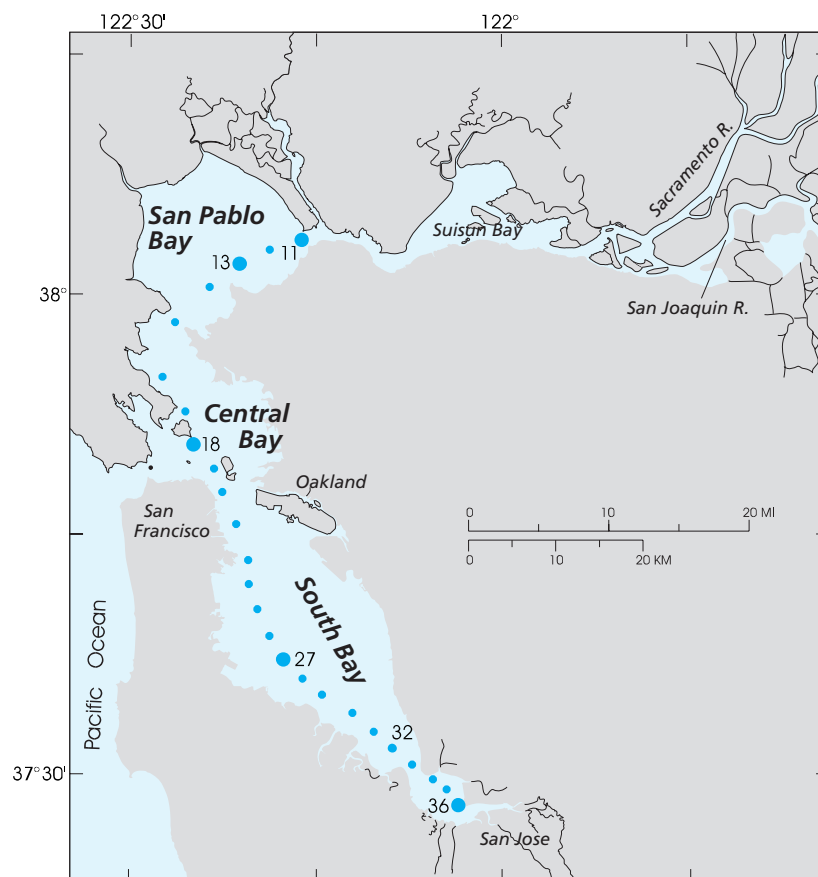 122°30'
122°
Sacramento R.
San Pablo
Bay
Suistin Bay
11
13
38°
San Joaquin R.
Central
Bay
18
Oakland
San
Francisco
0 10 20 MI
0 10 20 KM
South Bay
27
Pacific Ocean
32
37°30'
36
San Jose